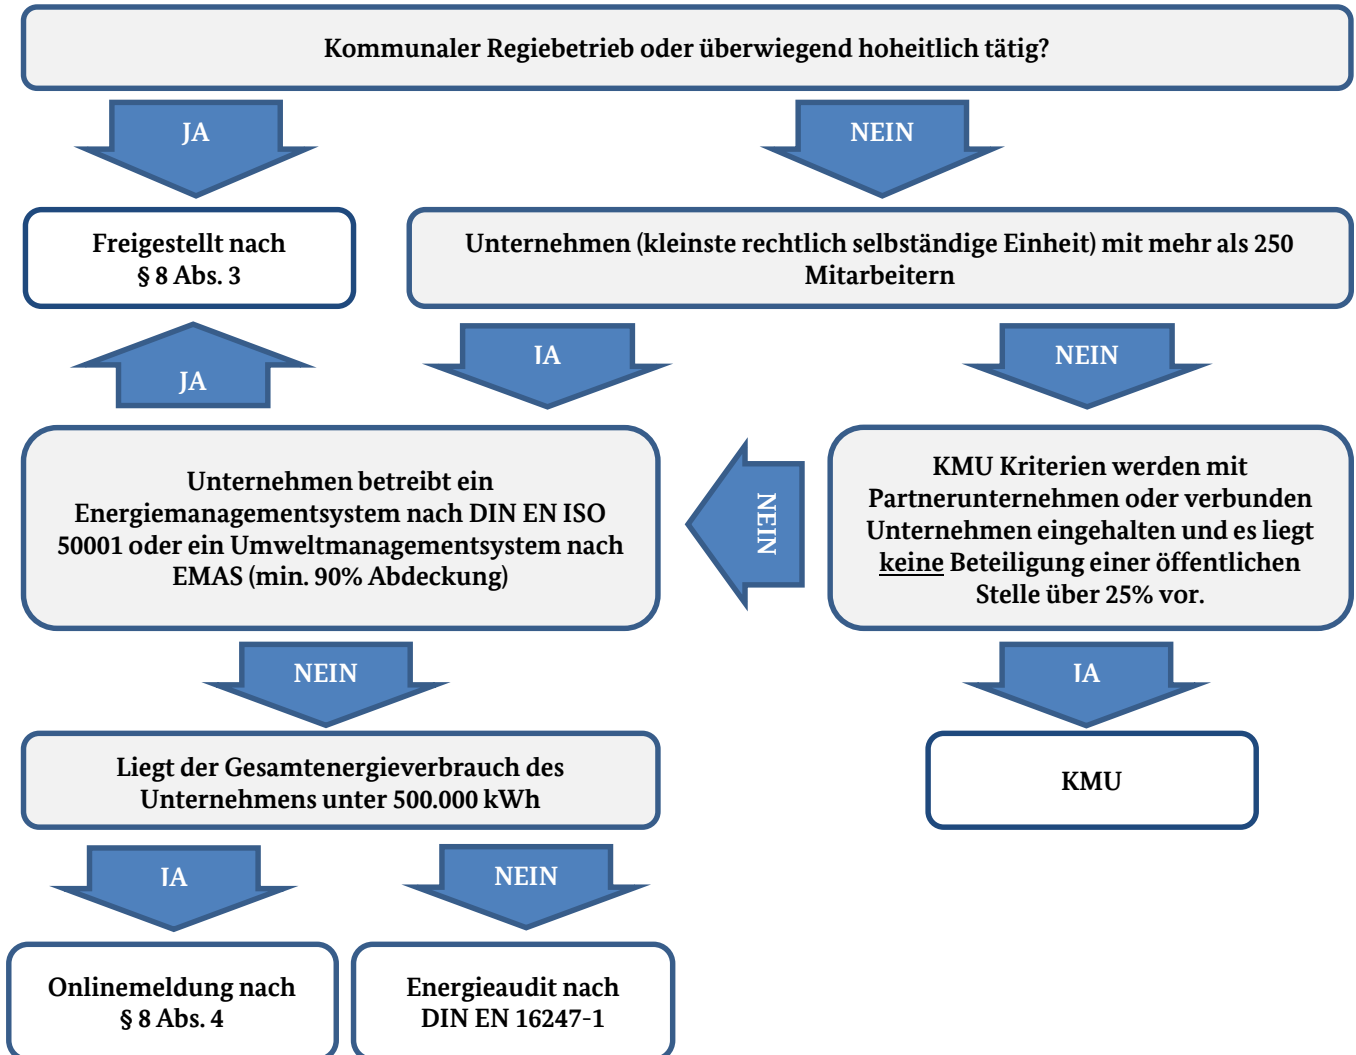 Kommunaler Regiebetrieb oder überwiegend hoheitlich tätig?
JA
NEIN
Freigestellt nach
§ 8 Abs. 3
Unternehmen (kleinste rechtlich selbständige Einheit) mit mehr als 250
Mitarbeitern
JA
JA
NEIN
Unternehmen betreibt ein
Energiemanagementsystem nach DIN EN ISO
50001 oder ein Umweltmanagementsystem nach
EMAS (min. 90% Abdeckung)
NEIN
KMU Kriterien werden mit
Partnerunternehmen oder verbunden
Unternehmen eingehalten und es liegt
keine Beteiligung einer öffentlichen
Stelle über 25% vor.
NEIN
JA
Liegt der Gesamtenergieverbrauch des
Unternehmens unter 500.000 kWh
KMU
JA
NEIN
Onlinemeldung nach
§ 8 Abs. 4
Energieaudit nach
DIN EN 16247-1